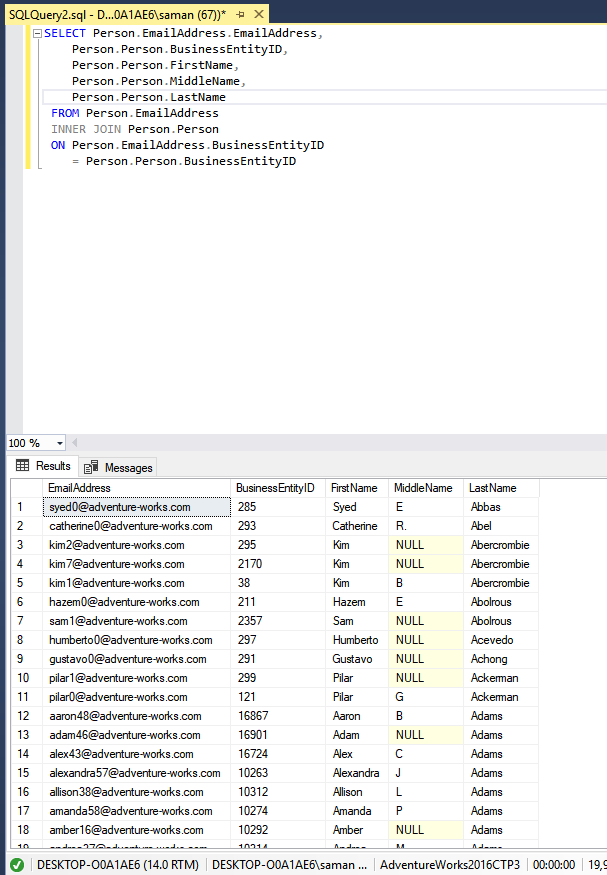 SQLQuery2.sql - D...0A1AE6\saman (67))*
SELECT Person.EmailAddress.EmailAddress,
Person.Person.BusinessEntityID,
Person.Person.FirstName,
Person.Person.MiddleName,
Person.Person.LastName
FROM Person.EmailAddress
INNER JOIN Person.Person
ON Person.EmailAddress.BusinessEntityID
= Person.Person.BusinessEntityID
100 %
Results Messages
EmailAddress BusinessEntityID FirstName MiddleName LastName
1 syed0@adventure-works.com 285 Syed E Abbas
2 catherine0@adventure-works.com 293 Catherine R. Abel
3 kim2@adventure-works.com 295 Kim NULL Abercrombie
4 kim7@adventure-works.com 2170 Kim NULL Abercrombie
5 kim1@adventure-works.com 38 Kim B Abercrombie
6 hazem0@adventure-works.com 211 Hazem E Abolrous
7 sam1@adventure-works.com 2357 Sam NULL Abolrous
8 humberto0@adventure-works.com 297 Humberto NULL Acevedo
9 gustavo0@adventure-works.com 291 Gustavo NULL Achong
10 pilar1@adventure-works.com 299 Pilar NULL Ackerman
11 pilar0@adventure-works.com 121 Pilar G Ackerman
12 aaron48@adventure-works.com 16867 Aaron B Adams
13 adam46@adventure-works.com 16901 Adam NULL Adams
14 alex43@adventure-works.com 16724 Alex C Adams
15 alexandra57@adventure-works.com 10263 Alexandra J Adams
16 allison38@adventure-works.com 10312 Allison L Adams
17 amanda58@adventure-works.com 10274 Amanda P Adams
18 amber16@adventure-works.com 10292 Amber NULL Adams
DESKTOP-O0A1AE6 (14.0 RTM) DESKTOP-O0A1AE6\saman ... AdventureWorks2016CTP3 00:00:00 19,9